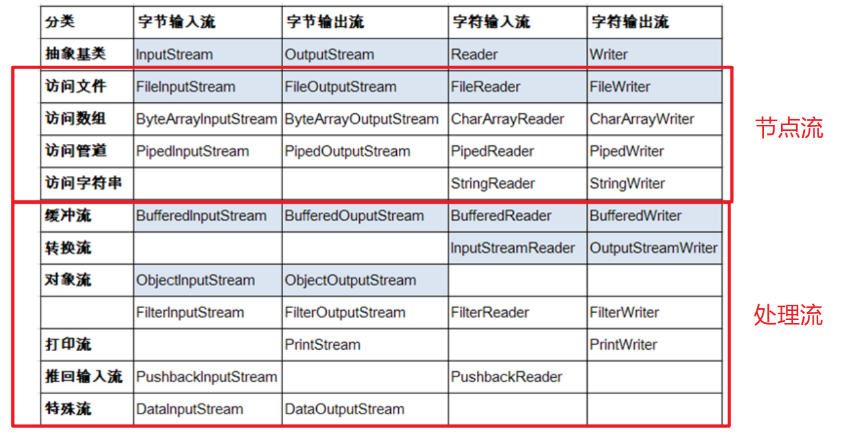 分类 字节输入流 字节输出流 字符输入流 字符输出流
抽象基类 InputStream OutputStream Reader Writer
访问文件 FileInputStream FileOutputStream FileReader FileWriter
访问数组 ByteArrayInputStream ByteArrayOutputStream CharArrayReader CharArrayWriter
节点流
访问管道 PipedInputStream PipedOutputStream PipedReader PipedWriter
访问字符串 StringReader StringWriter
缓冲流 BufferedInputStream BufferedOuputStream BufferedReader BufferedWriter
转换流 InputStreamReader OutputStreamWriter
对象流 ObjectInputStream ObjectOutputStream
FilterInputStream FilterOutputStream FilterReader FilterWriter
处理流
打印流 PrintStream PrintWriter
推回输入流 PushbackInputStream PushbackReader
特殊流 DataInputStream DataOutputStream